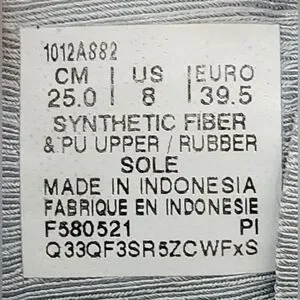 1012A882
CM | US | EURO
25.0 | 8 | 39.5
SYNTHETIC FIBER
& PU UPPER / RUBBER
SOLE
MADE IN INDONESIA
FABRIQUE EN INDONESIE
F580521 PI
Q33QF3SR5ZCWFxS